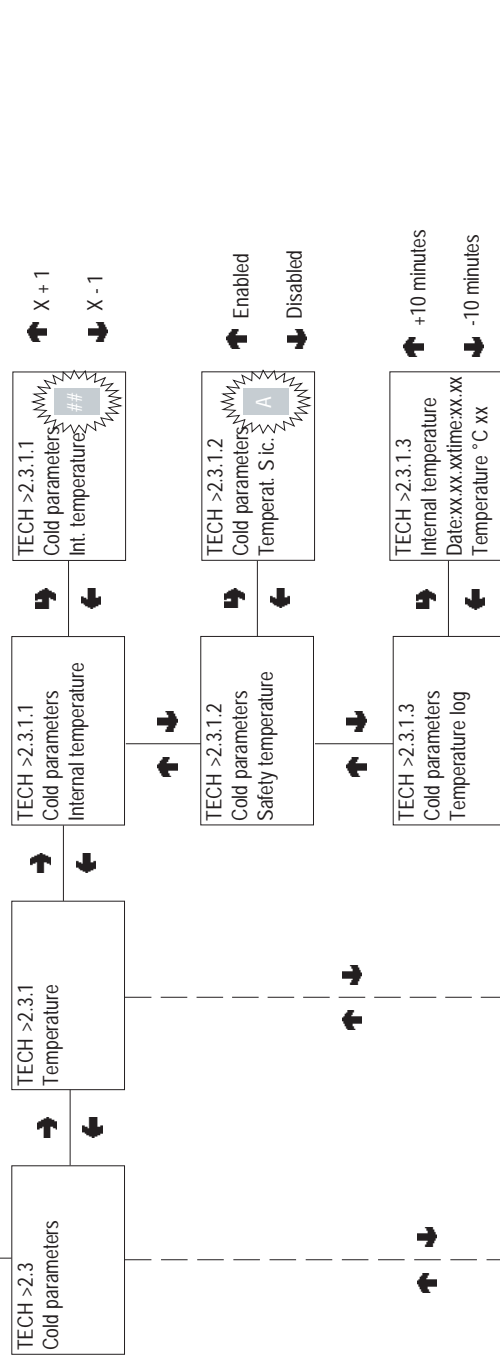 TECH >2.3
Cold parameters
TECH >2.3.1
Temperature
TECH >2.3.1.1
Cold parameters
Internal temperature
TECH >2.3.1.1
Cold parameters
Int. temperature
##
X + 1
X - 1
TECH >2.3.1.2
Cold parameters
Safety temperature
TECH >2.3.1.2
Cold parameters
Temperat. S ic.
A
Enabled
Disabled
TECH >2.3.1.3
Cold parameters
Temperature log
TECH >2.3.1.3
Internal temperature
Date:xx.xx.xxtime:xx.xx
Temperature °C xx
+10 minutes
-10 minutes